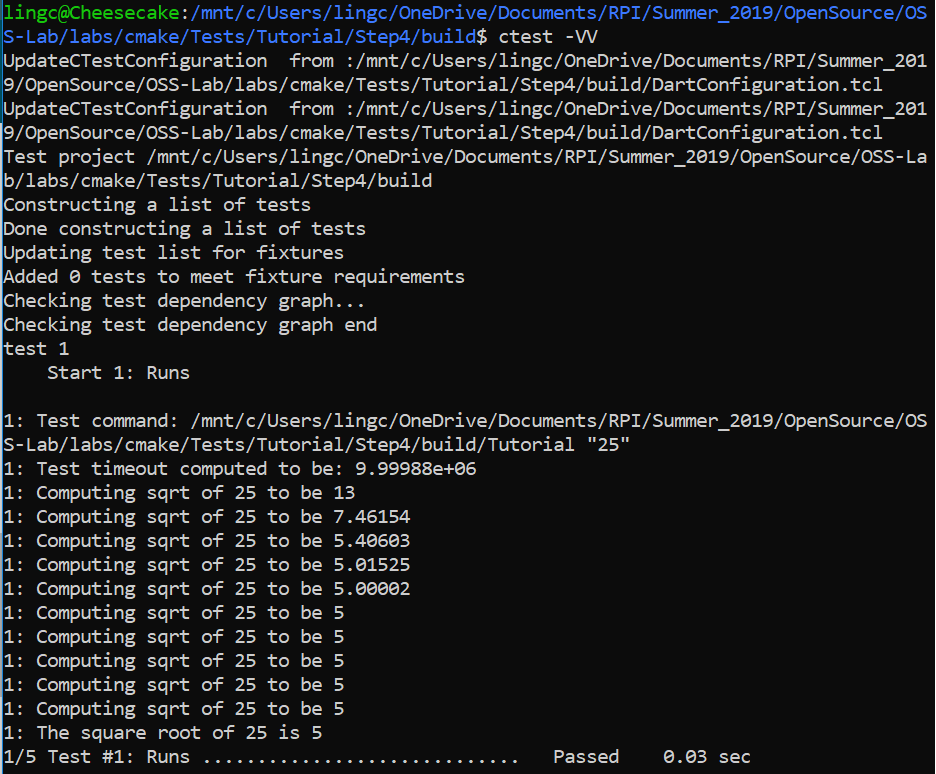 lingc@Cheesecake:/mnt/c/Users/lingc/OneDrive/Documents/RPI/Summer_2019/OpenSource/OS
S-Lab/labs/cmake/Tests/Tutorial/Step4/build$ ctest -VV
UpdateCTestConfiguration  from :/mnt/c/Users/lingc/OneDrive/Documents/RPI/Summer_201
9/OpenSource/OSS-Lab/labs/cmake/Tests/Tutorial/Step4/build/DartConfiguration.tcl
UpdateCTestConfiguration  from :/mnt/c/Users/lingc/OneDrive/Documents/RPI/Summer_201
9/OpenSource/OSS-Lab/labs/cmake/Tests/Tutorial/Step4/build/DartConfiguration.tcl
Test project /mnt/c/Users/lingc/OneDrive/Documents/RPI/Summer_2019/OpenSource/OSS-La
b/labs/cmake/Tests/Tutorial/Step4/build
Constructing a list of tests
Done constructing a list of tests
Updating test list for fixtures
Added 0 tests to meet fixture requirements
Checking test dependency graph...
Checking test dependency graph end
test 1
    Start 1: Runs

1: Test command: /mnt/c/Users/lingc/OneDrive/Documents/RPI/Summer_2019/OpenSource/OS
S-Lab/labs/cmake/Tests/Tutorial/Step4/build/Tutorial "25"
1: Test timeout computed to be: 9.99988e+06
1: Computing sqrt of 25 to be 13
1: Computing sqrt of 25 to be 7.46154
1: Computing sqrt of 25 to be 5.40603
1: Computing sqrt of 25 to be 5.01525
1: Computing sqrt of 25 to be 5.00002
1: Computing sqrt of 25 to be 5
1: Computing sqrt of 25 to be 5
1: Computing sqrt of 25 to be 5
1: Computing sqrt of 25 to be 5
1: Computing sqrt of 25 to be 5
1: The square root of 25 is 5
1/5 Test #1: Runs .............................   Passed    0.03 sec